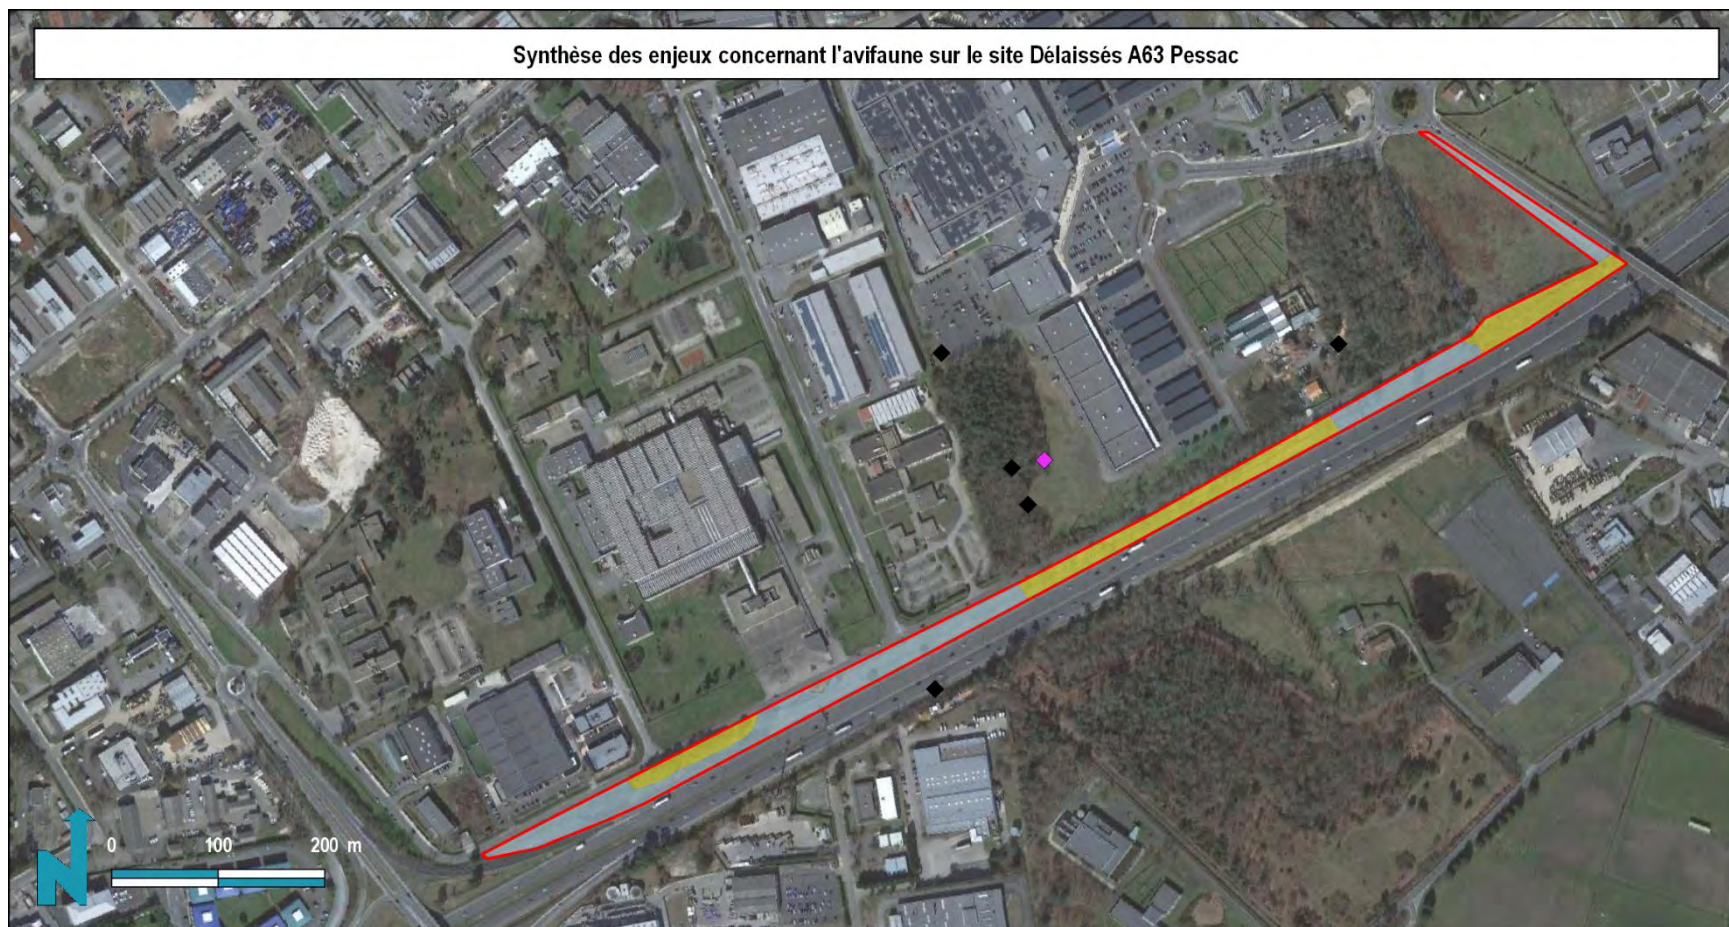 Synthèse des enjeux concernant l'avifaune sur le site Délaissés A63 Pessac
N
0 100 200 m